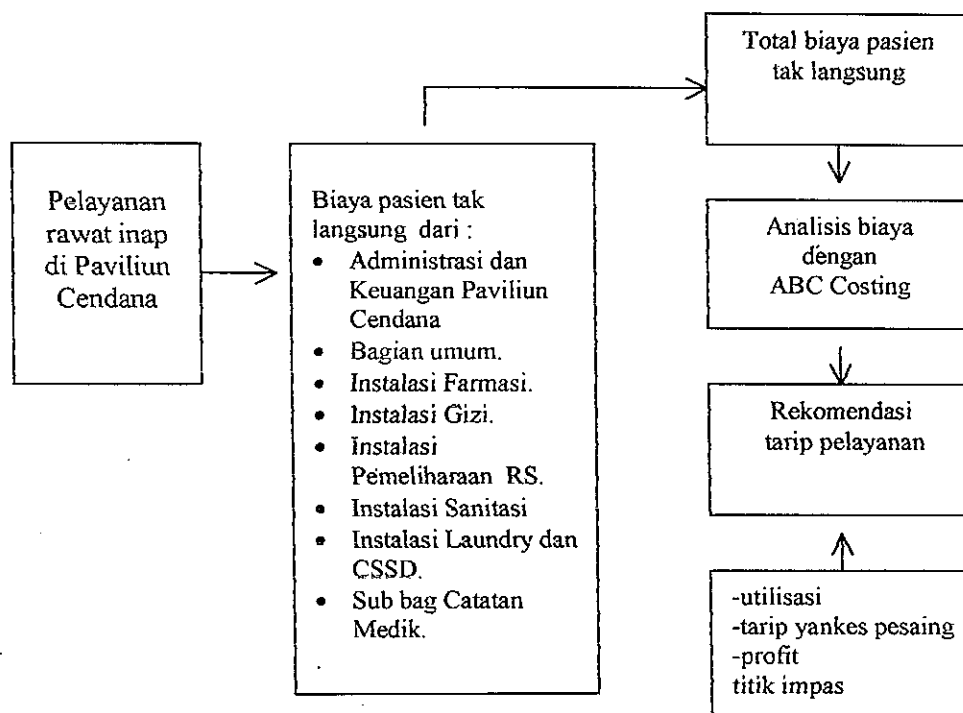 Pelayanan
rawat inap
di Paviliun
Cendana
Biaya pasien tak
langsung dari :
• Administrasi dan
Keuangan Paviliun
Cendana
• Bagian umum.
• Instalasi Farmasi.
• Instalasi Gizi.
• Instalasi
Pemeliharaan RS.
• Instalasi Sanitasi
• Instalasi Laundry dan
CSSD.
• Sub bag Catatan
Medik.
Total biaya pasien
tak langsung
Analisis biaya
dengan
ABC Costing
Rekomendasi
tarip pelayanan
-utilisasi
-tarip yankes pesaing
-profit
titik impas